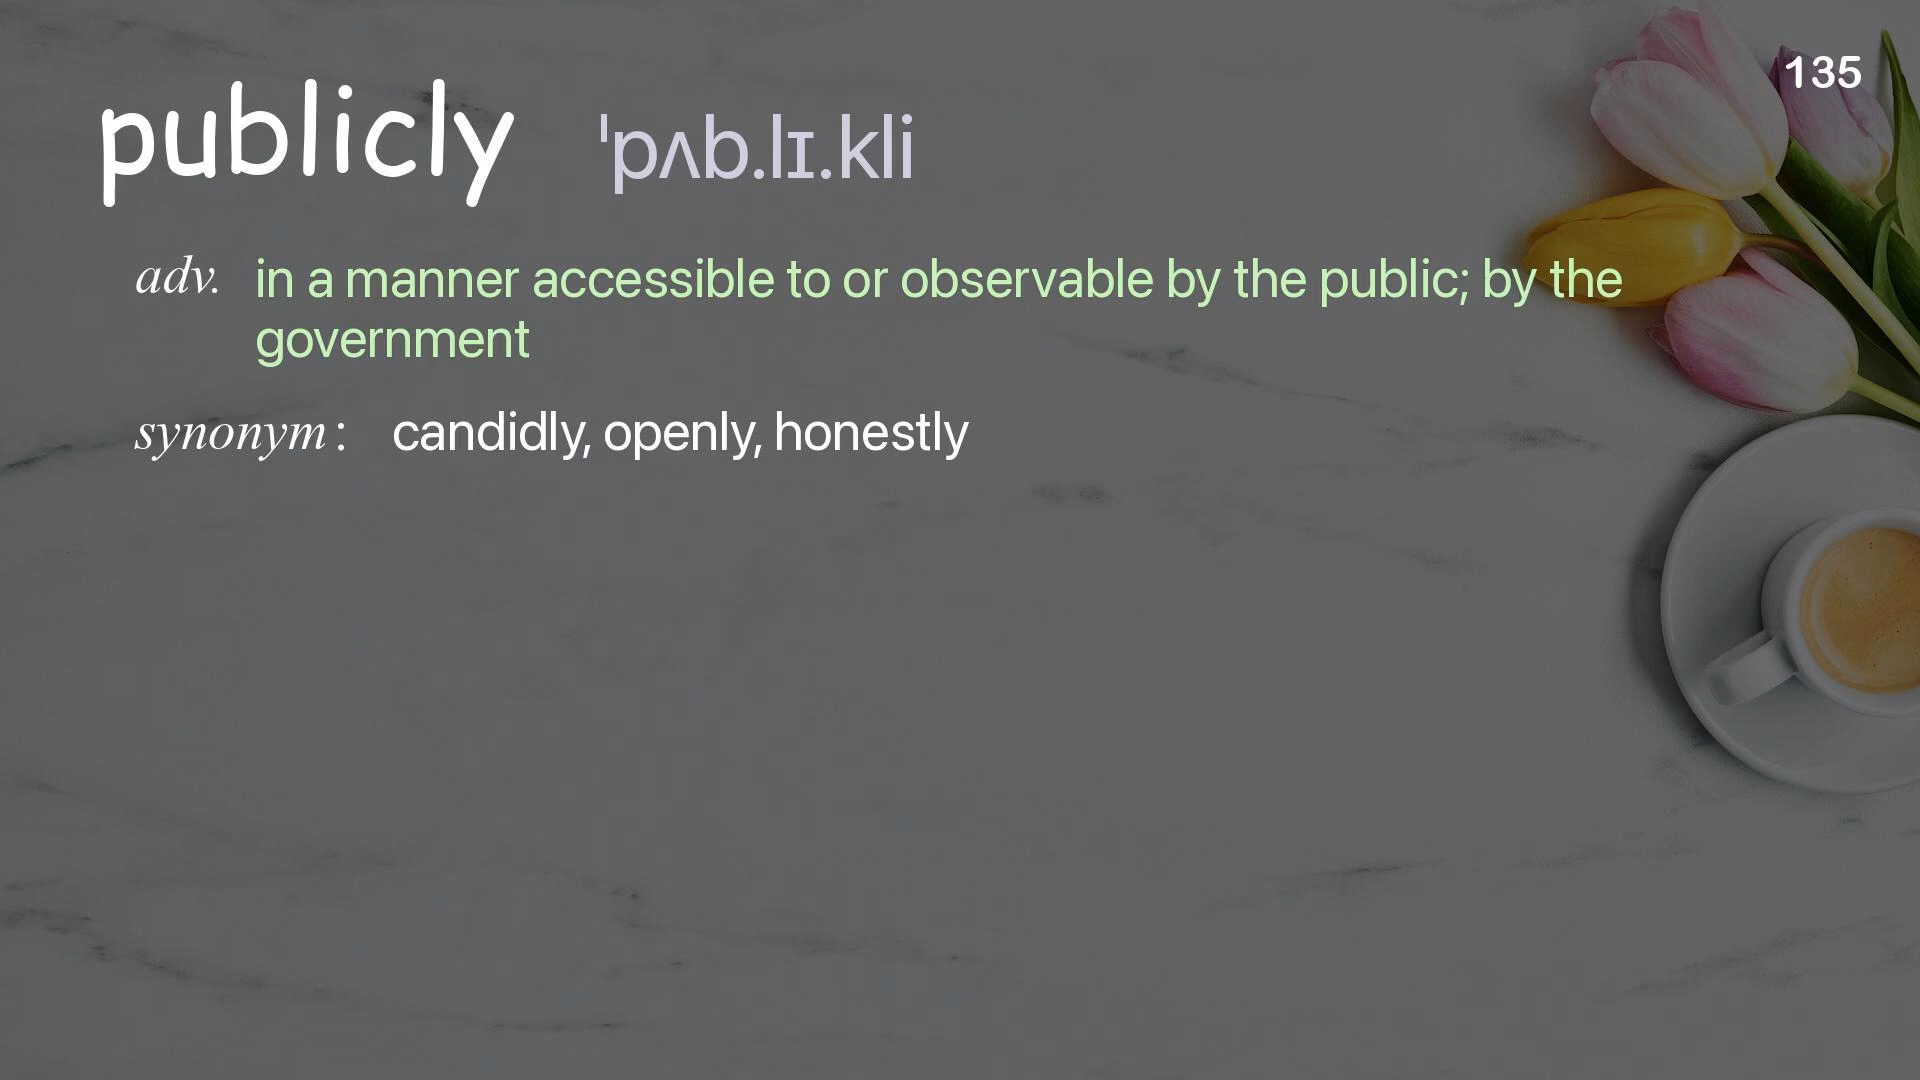 135
publicly ˈpʌb.lɪ.kli
adv. in a manner accessible to or observable by the public; by the
government
synonym: candidly, openly, honestly